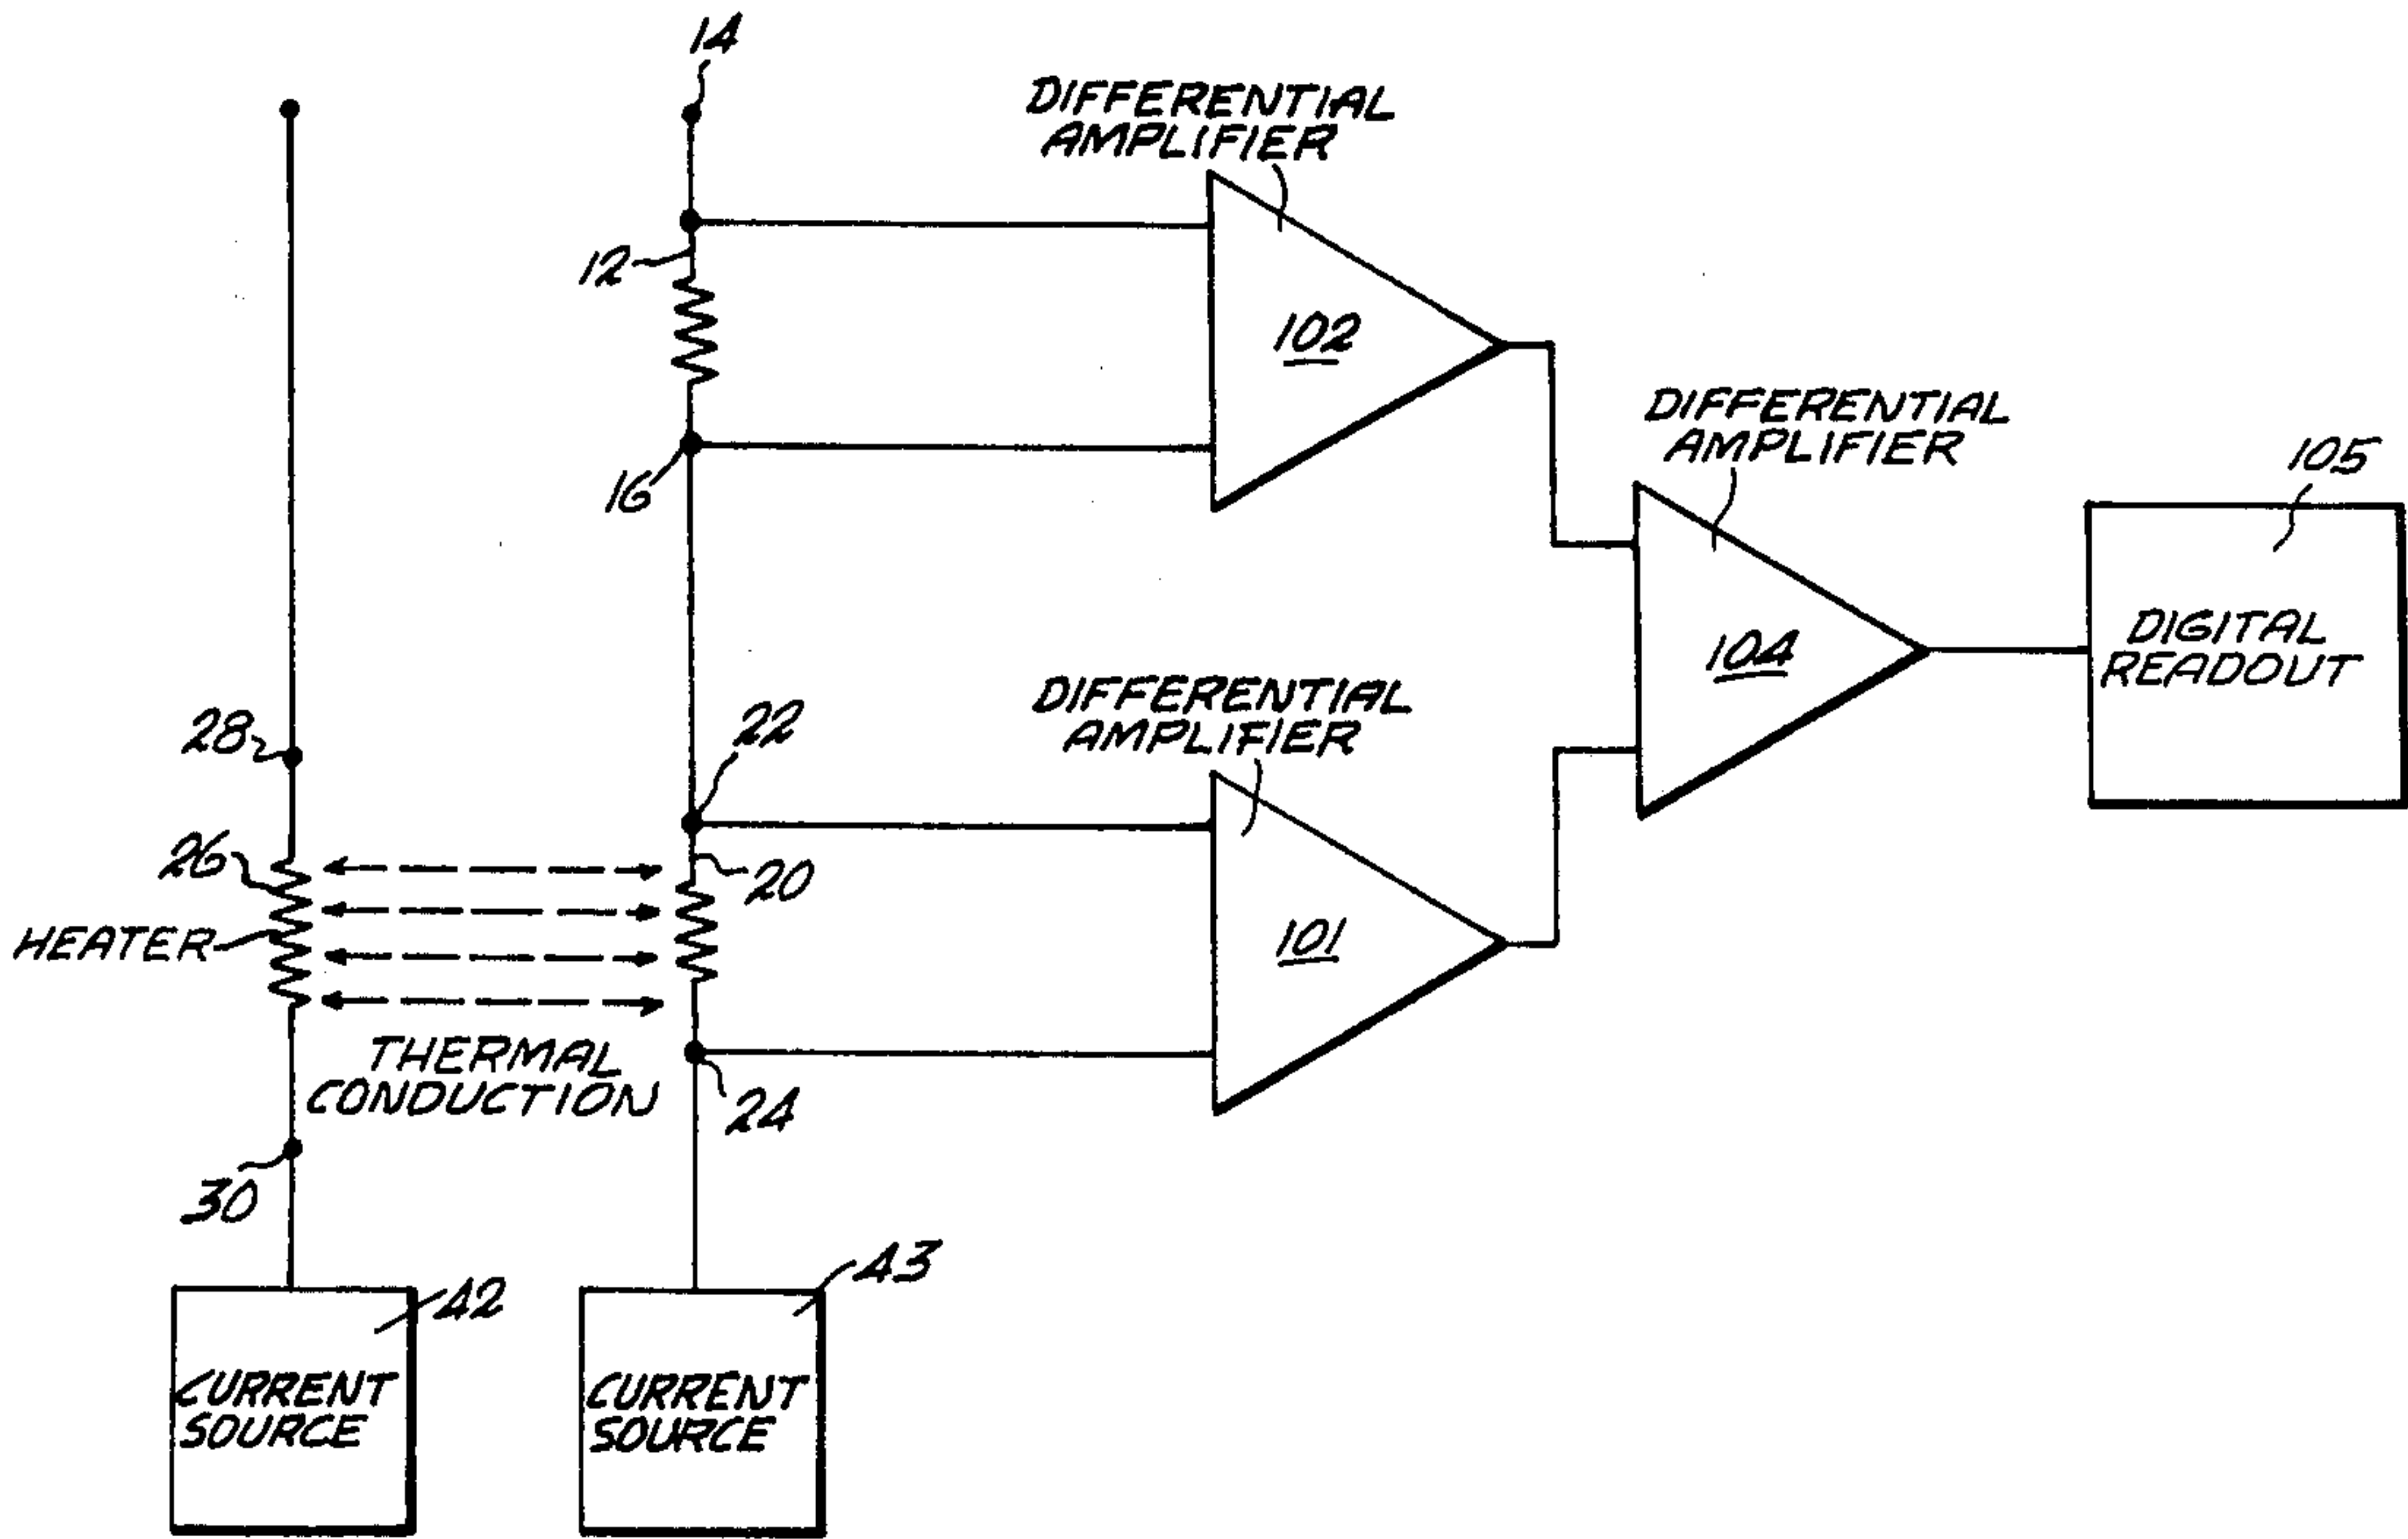 14
DIFFERENTIAL
AMPLIFIER
12
102
16
DIFFERENTIAL
AMPLIFIER
105
104
DIGITAL
READOUT
28
22
DIFFERENTIAL
AMPLIFIER
26
20
HEATER
101
THERMAL
CONDUCTION
24
30
42
43
CURRENT
SOURCE
CURRENT
SOURCE